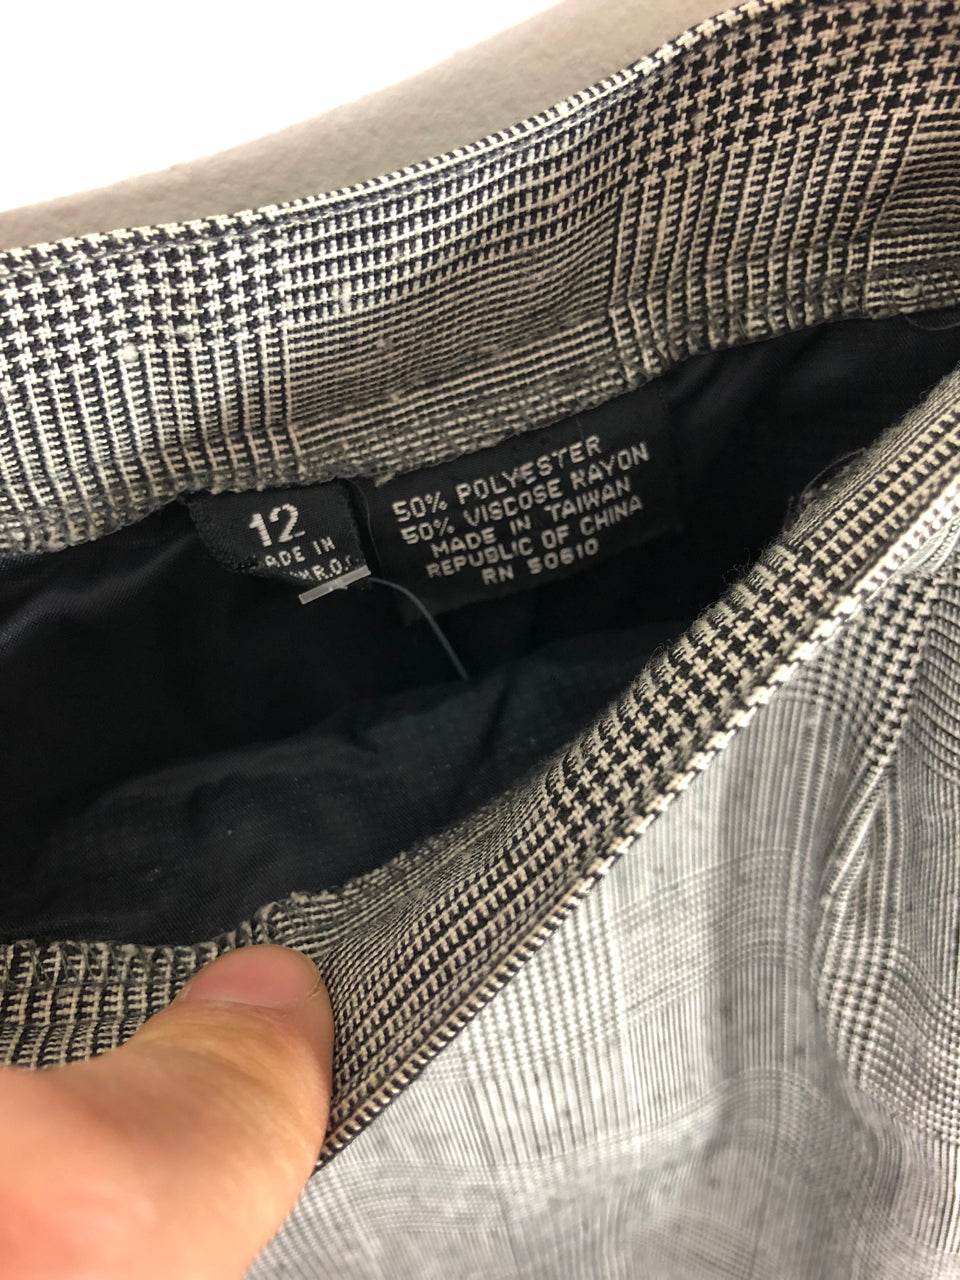 12
MADE IN
50% POLYESTER
50% VISCOSE RAYON
MADE IN TAIWAN
REPUBLIC OF CHINA
RN 50610